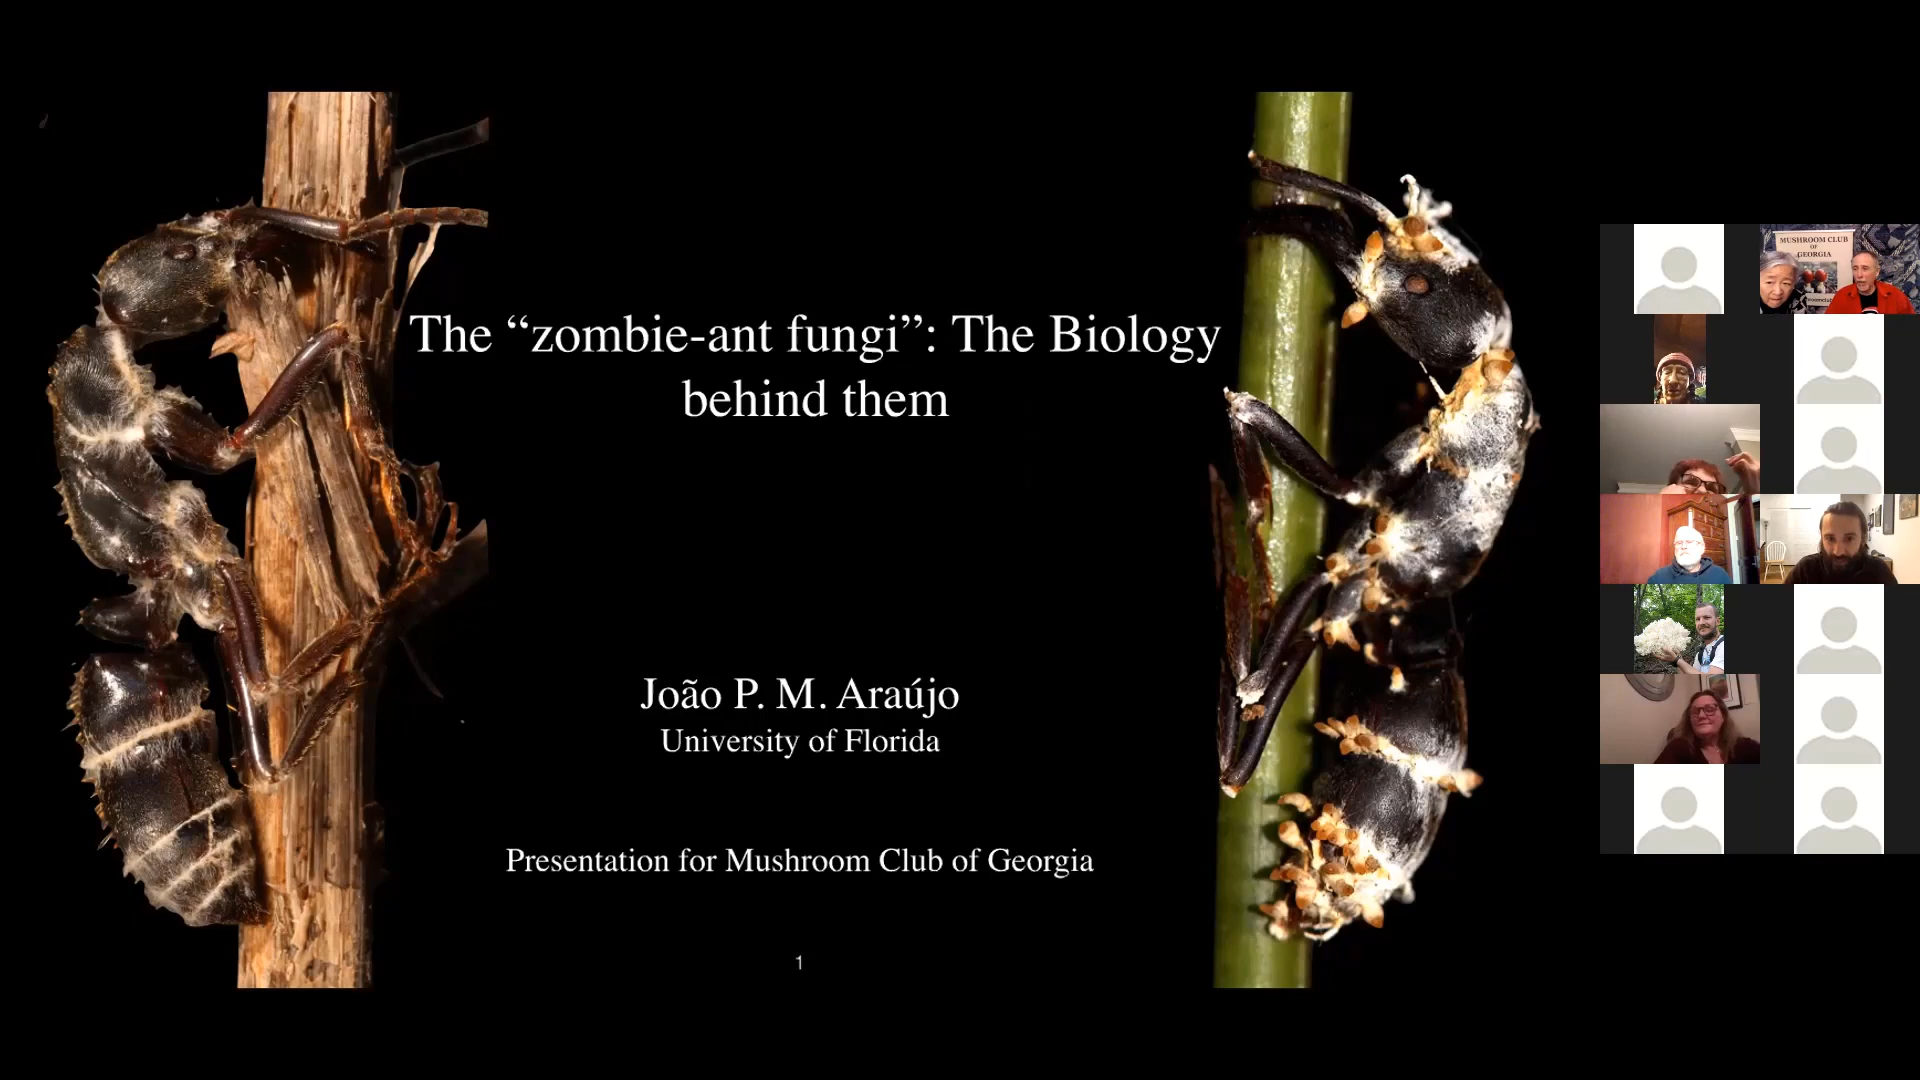 The “zombie-ant fungi”: The Biology
behind them
João P. M. Araújo
University of Florida
Presentation for Mushroom Club of Georgia
1
MUSHROOM CLUB
OF
GEORGIA